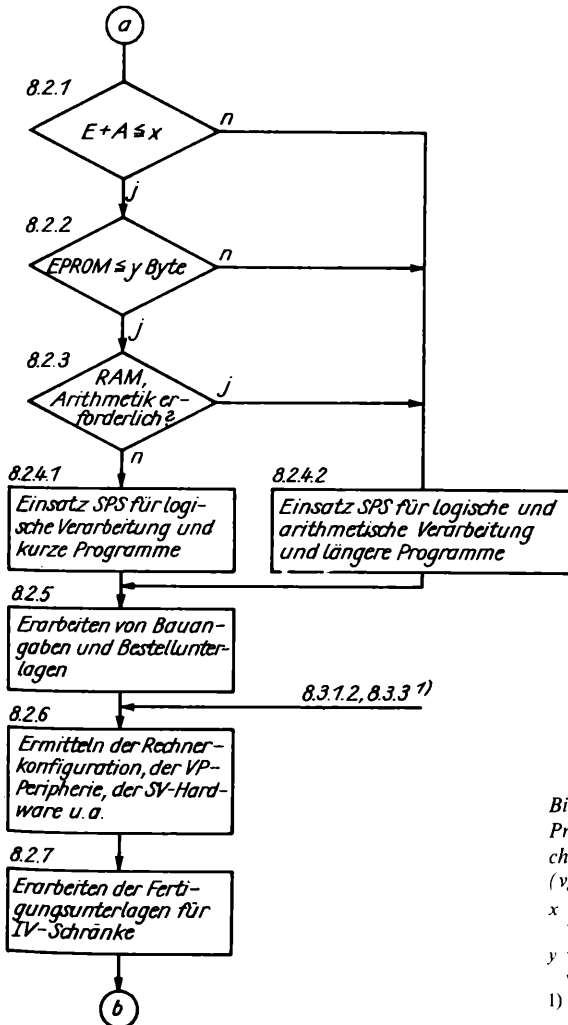 a
8.2.1
E + A ≦ x
n
j
8.2.2
EPROM ≦ y Byte
n
j
8.2.3
RAM,
Arithmetik er-
forderlich?
j
n
8.2.4.1
Einsatz SPS für logi-
sche Verarbeitung und
kurze Programme
8.2.4.2
Einsatz SPS für logische und
arithmetische Verarbeitung
und längere Programme
8.2.5
Erarbeiten von Bauan-
gaben und Bestellunter-
lagen
8.3.1.2, 8.3.3 1)
8.2.6
Ermitteln der Rechner-
konfiguration, der VP-
Peripherie, der SV-Hard-
ware u. a.
8.2.7
Erarbeiten der Ferti-
gungsunterlagen für
IV-Schränke
b
x
y
1)